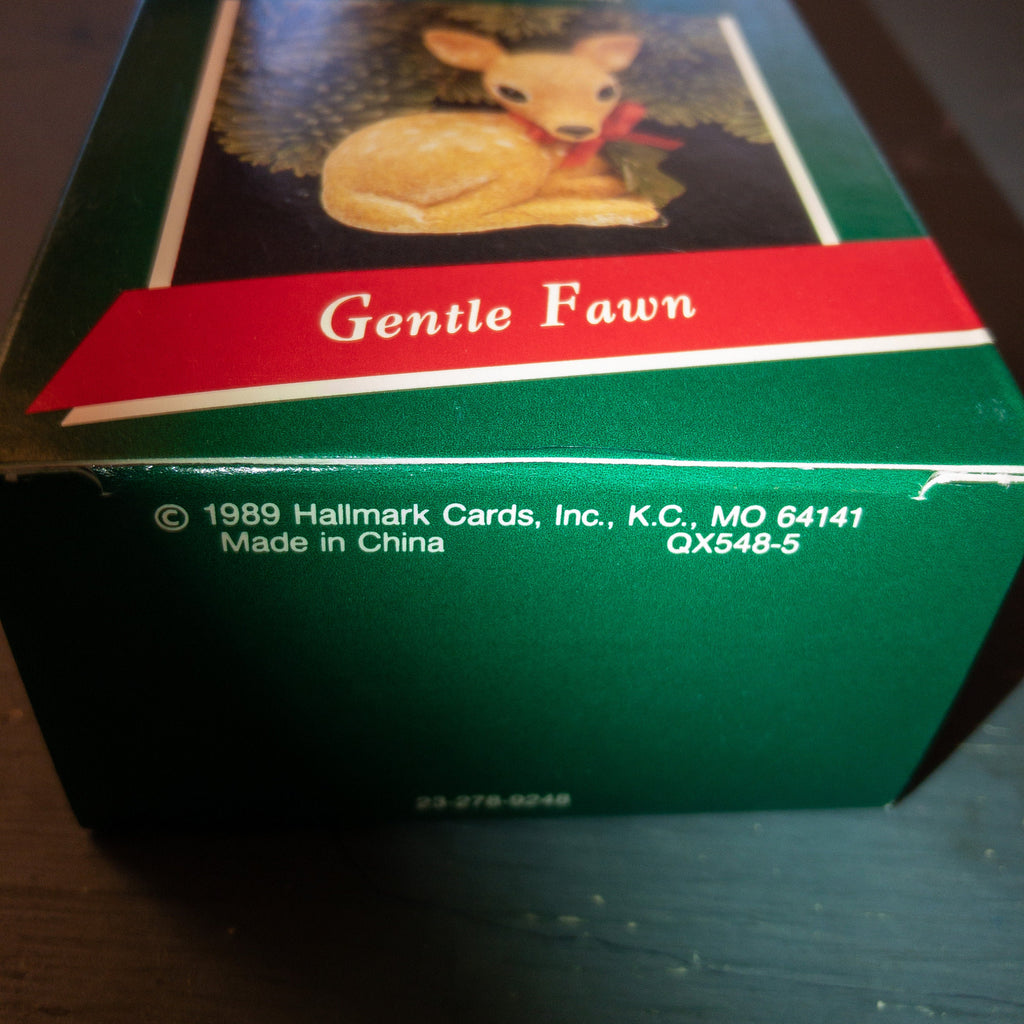 Gentle Fawn
© 1989 Hallmark Cards, Inc., K.C., MO 64141
Made in China QX548-5
23-278-9248